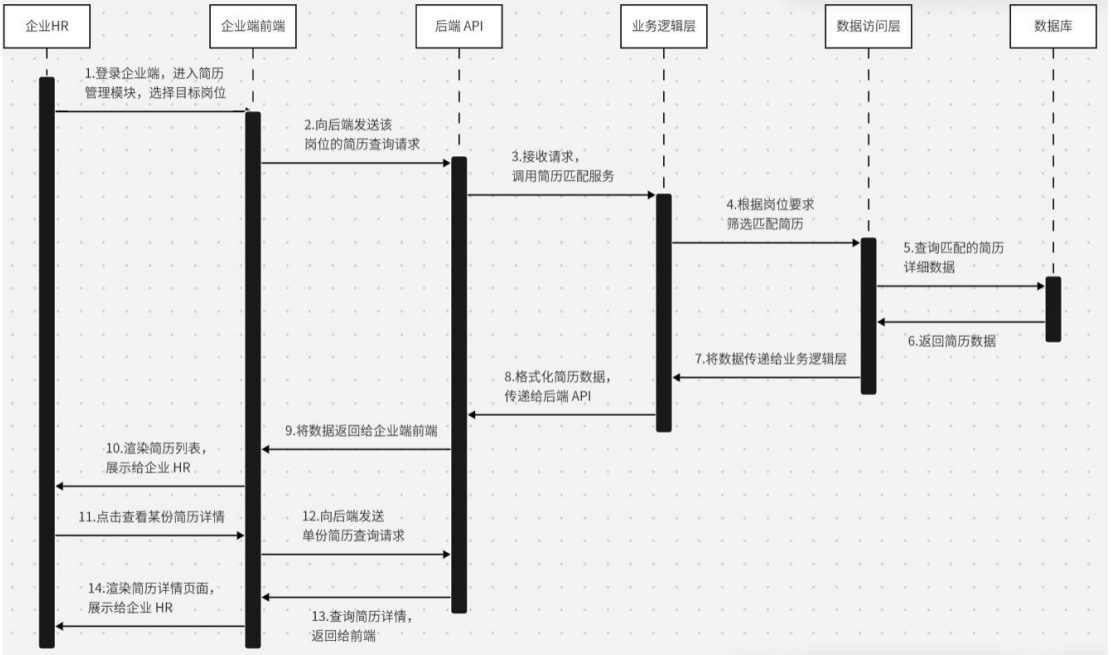 企业HR
企业端前端
后端 API
业务逻辑层
数据访问层
数据库
1.登录企业端，进入简历
管理模块，选择目标岗位
2.向后端发送该
岗位的简历查询请求
3.接收请求，
调用简历匹配服务
4.根据岗位要求
筛选匹配简历
5.查询匹配的简历
详细数据
6.返回简历数据
7.将数据传递给业务逻辑层
8.格式化简历数据，
传递给后端 API
9.将数据返回给企业端前端
10.渲染简历列表，
展示给企业 HR
11.点击查看某份简历详情
12.向后端发送
单份简历查询请求
13.查询简历详情，
返回给前端
14.渲染简历详情页面，
展示给企业 HR